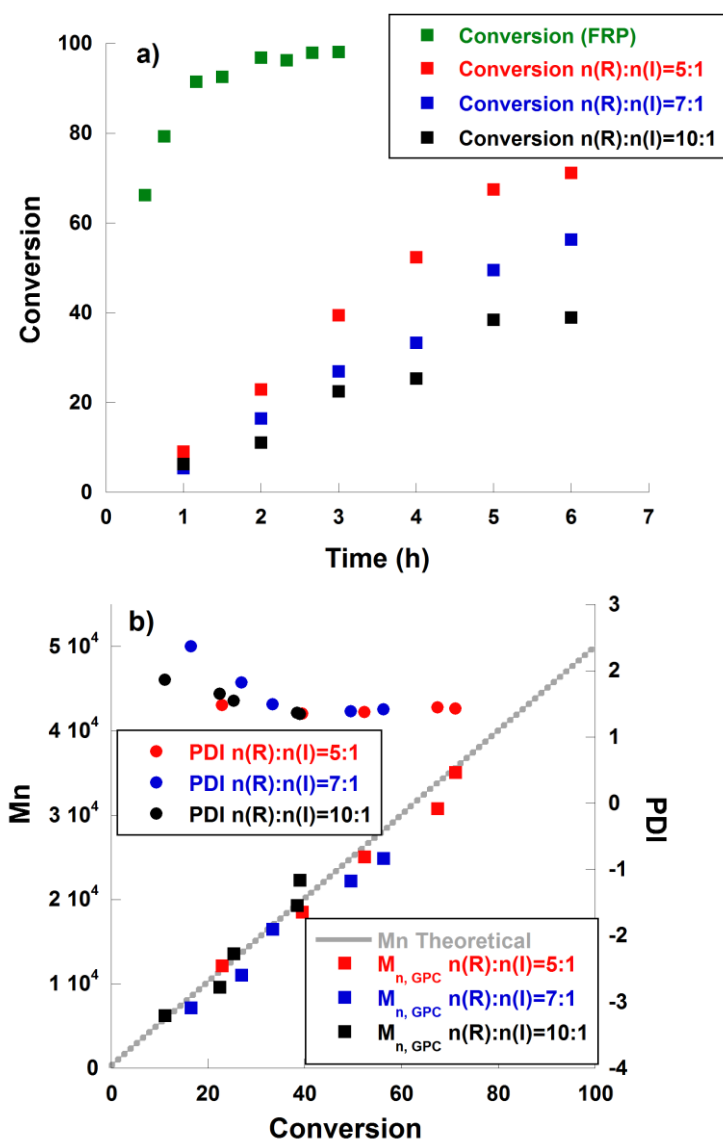 a)
Conversion (FRP)
Conversion n(R):n(I)=5:1
Conversion n(R):n(I)=7:1
Conversion n(R):n(I)=10:1
100
80
60
40
20
0
Conversion
1 2 3 4 5 6 7
Time (h)
b)
5 10⁴
4 10⁴
3 10⁴
2 10⁴
1 10⁴
0
Mn
3
2
1
0
-1
-2
-3
-4
PDI
PDI n(R):n(I)=5:1
PDI n(R):n(I)=7:1
PDI n(R):n(I)=10:1
Mn Theoretical
Mn, GPC n(R):n(I)=5:1
Mn, GPC n(R):n(I)=7:1
Mn, GPC n(R):n(I)=10:1
0 20 40 60 80 100
Conversion